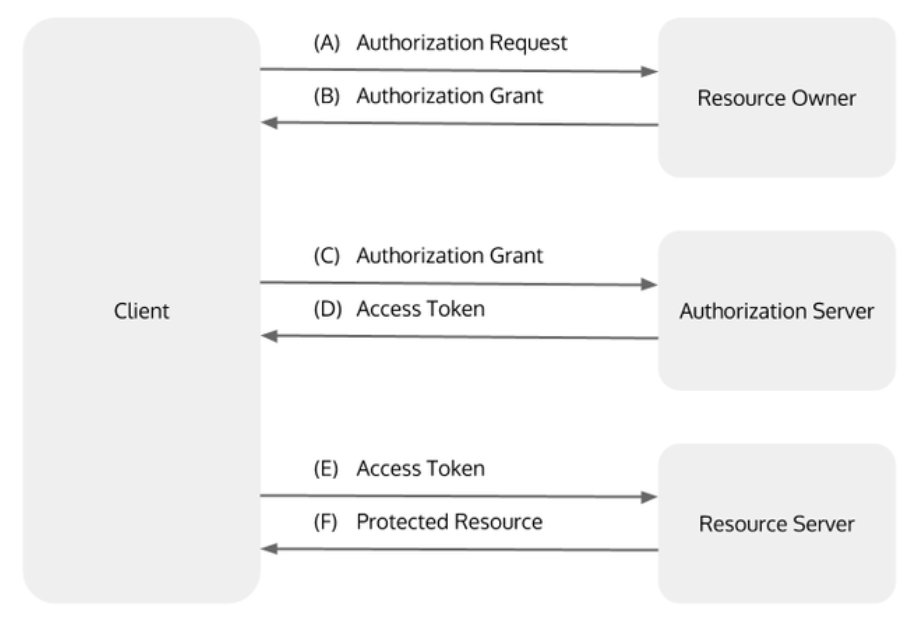 (A) Authorization Request
(B) Authorization Grant
Resource Owner
(C) Authorization Grant
(D) Access Token
Client
Authorization Server
(E) Access Token
(F) Protected Resource
Resource Server